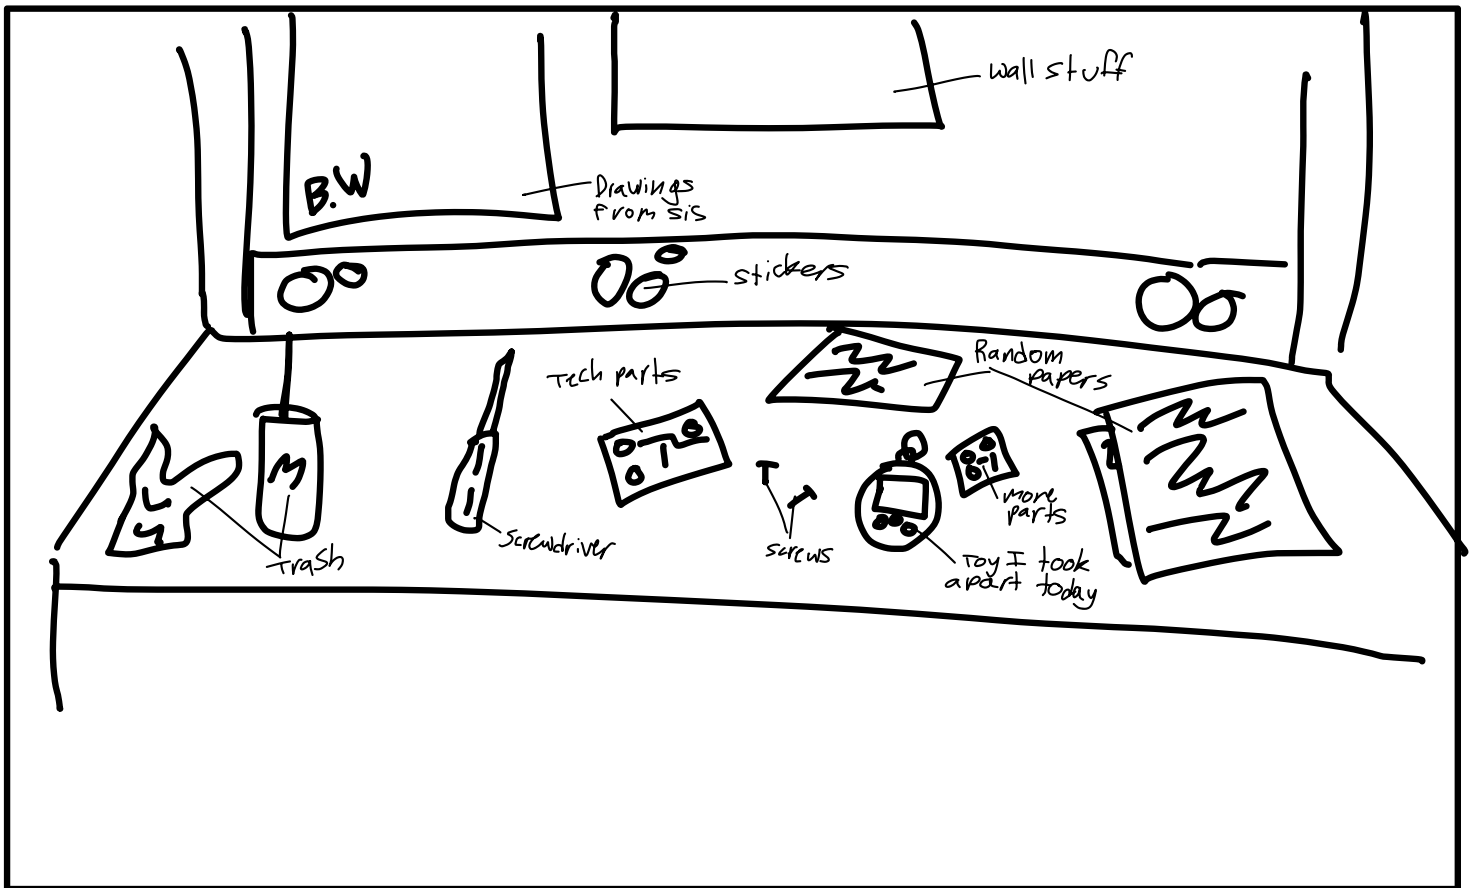 wall stuff
B.W
Drawings
from sis
stickers
Random
papers
Tech parts
more
parts
screwdriver
screws
Trash
Toy I took
apart today